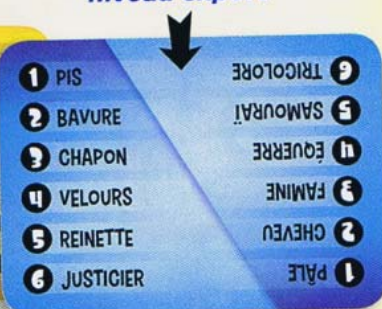 niveau
1 PIS
2 BAVURE
3 CHAPON
4 VELOURS
5 REINETTE
6 JUSTICIER
1 PÂLE
2 CHEVEU
3 FAMINE
4 ÉQUERRE
5 SAMOURAÏ
6 TRICOLORE